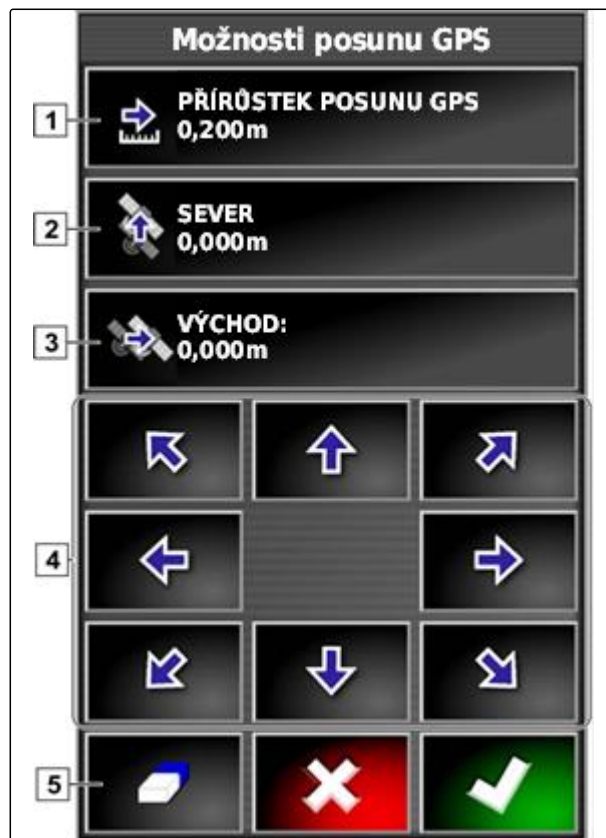 Možnosti posunu GPS
1
PŘÍRŮSTEK POSUNU GPS
0,200m
2
SEVER
0,000m
3
VÝCHOD:
0,000m
4
5